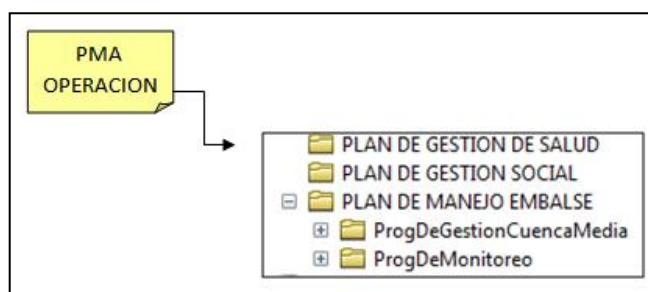 PMA
OPERACION
PLAN DE GESTION DE SALUD
PLAN DE GESTION SOCIAL
PLAN DE MANEJO EMBALSE
ProgDeGestionCuencaMedia
ProgDeMonitoreo